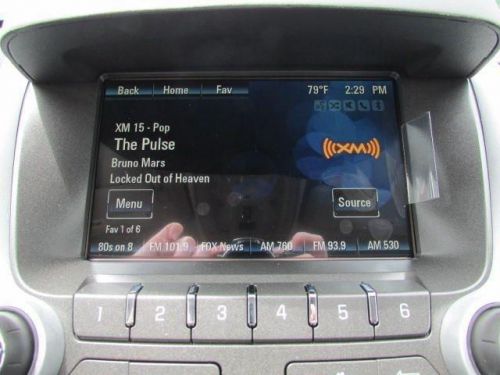 Back Home Fav 79°F 2:29 PM
XM 15 - Pop
The Pulse
Bruno Mars
Locked Out of Heaven
((XM))
Menu Source
Fav 1 of 6
80s on 8 FM 101.9 FOX News AM 760 FM 93.9 AM 530
1 2 3 4 5 6